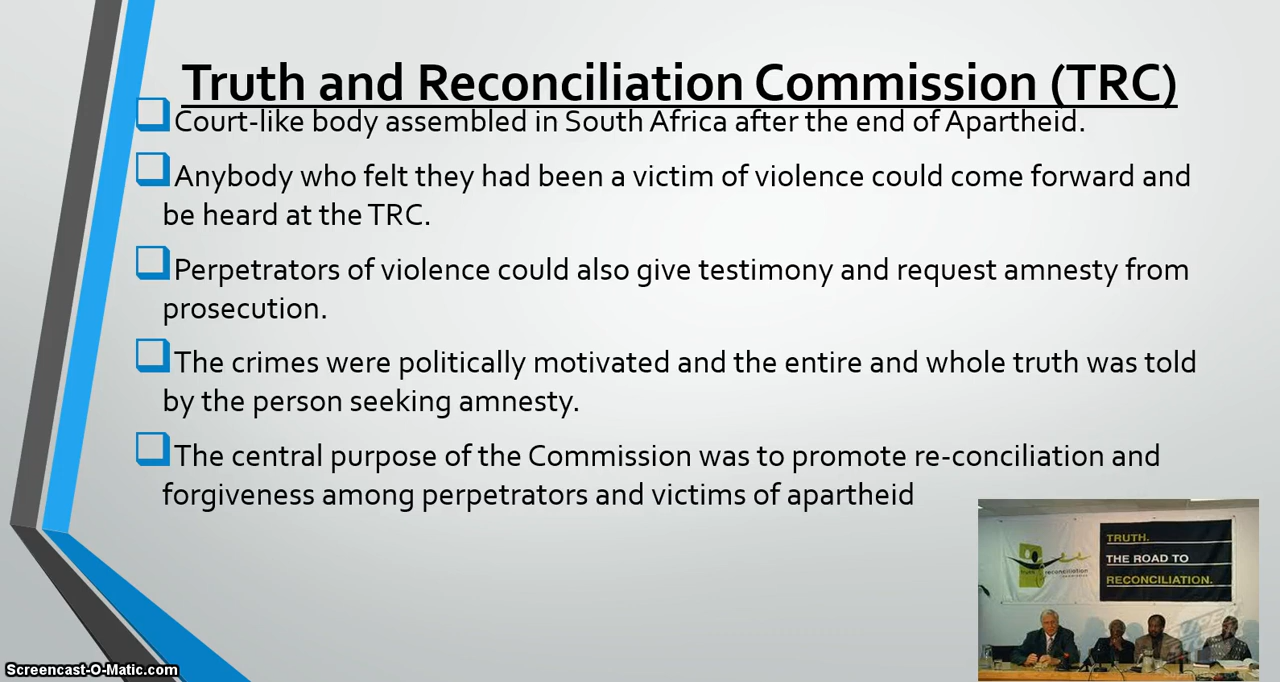 Truth and Reconciliation Commission (TRC)
Court-like body assembled in South Africa after the end of Apartheid.
Anybody who felt they had been a victim of violence could come forward and
be heard at the TRC.
Perpetrators of violence could also give testimony and request amnesty from
prosecution.
The crimes were politically motivated and the entire and whole truth was told
by the person seeking amnesty.
The central purpose of the Commission was to promote re-conciliation and
forgiveness among perpetrators and victims of apartheid
TRUTH.
THE ROAD TO
RECONCILIATION.
reconciliation
Screencast-O-Matic.com